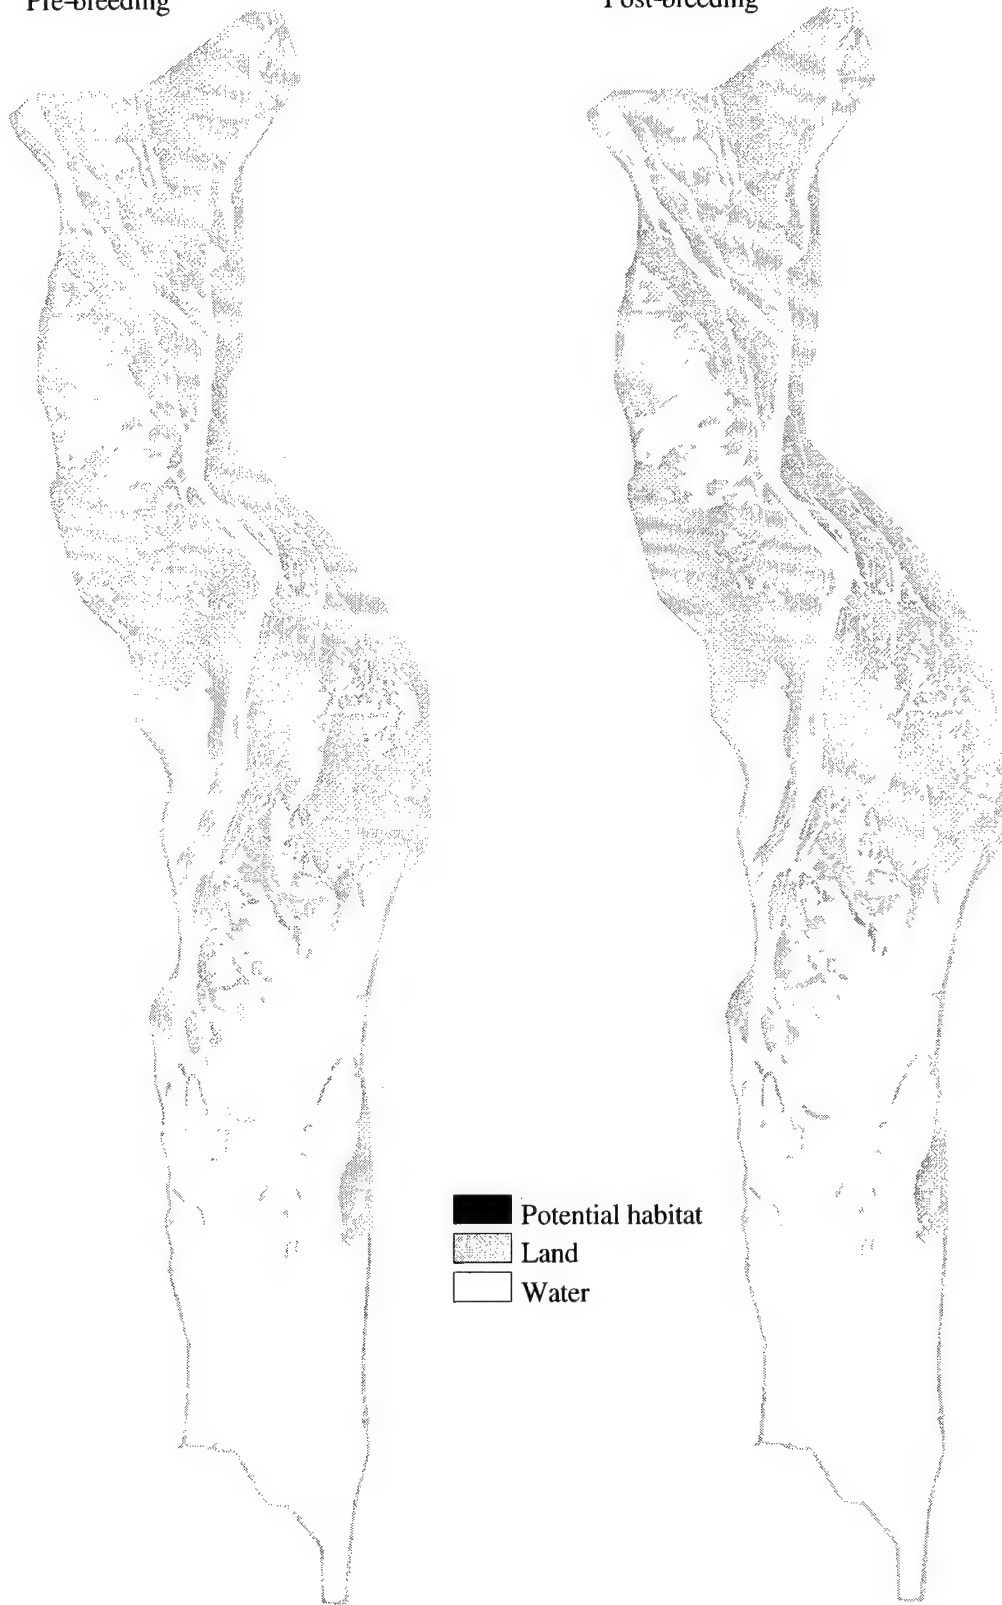 Pre-breeding
Post-breeding
Potential habitat
Land
Water